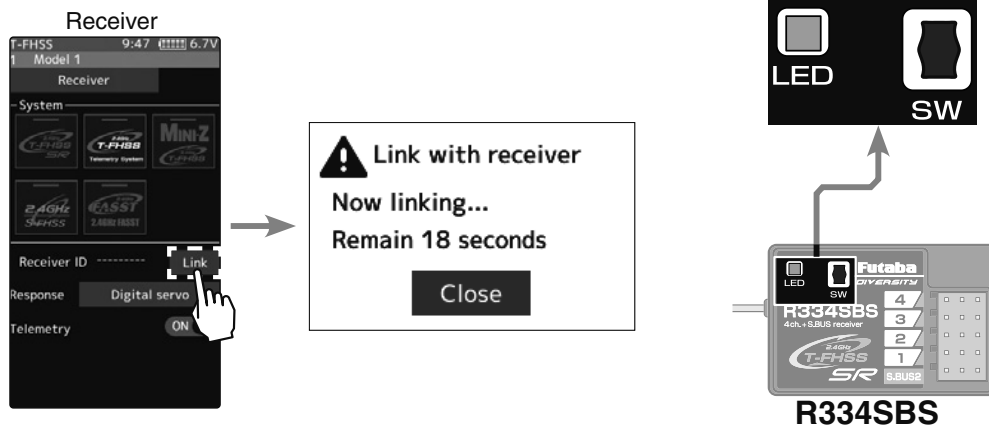 Receiver
T-FHSS 9:47 6.7V
1 Model 1
Receiver
System
2.4GHz
T-FHSS
SR
2.4GHz
T-FHSS
Telemetry System
MINI-Z
T-FHSS
2.4GHz
S-FHSS
FASST
2.4GHz FASST
Receiver ID --------- Link
Response Digital servo
Telemetry ON
Link with receiver
Now linking...
Remain 18 seconds
Close
LED
SW
LED
SW
Futaba
DIVERSITY
R334SBS
4ch.+S.BUS receiver
2.4GHz
T-FHSS
SR
4
3
2
1
S.BUS2
R334SBS